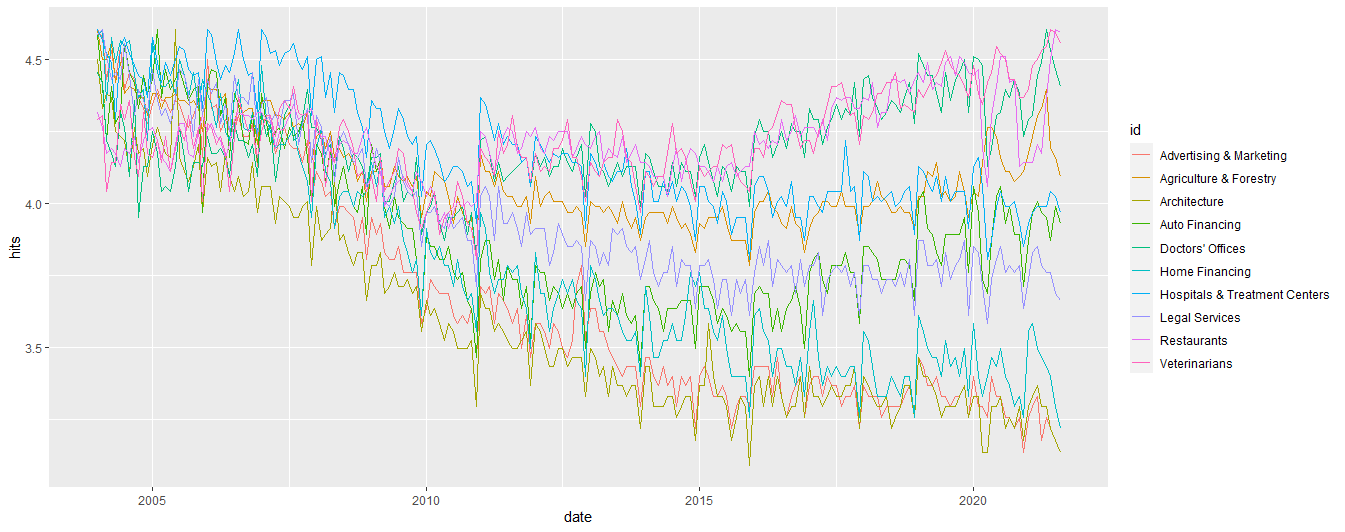 4.5
4.0
3.5
hits
2005
2010
2015
2020
date
id
Advertising & Marketing
Agriculture & Forestry
Architecture
Auto Financing
Doctors' Offices
Home Financing
Hospitals & Treatment Centers
Legal Services
Restaurants
Veterinarians